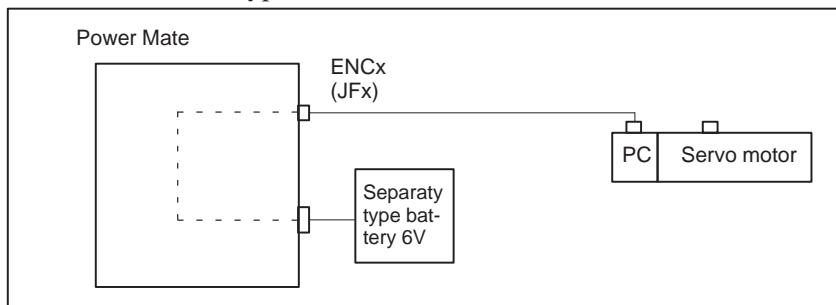 Power Mate
ENCx
(JFx)
PC
Servo motor
Separaty
type bat-
tery 6V